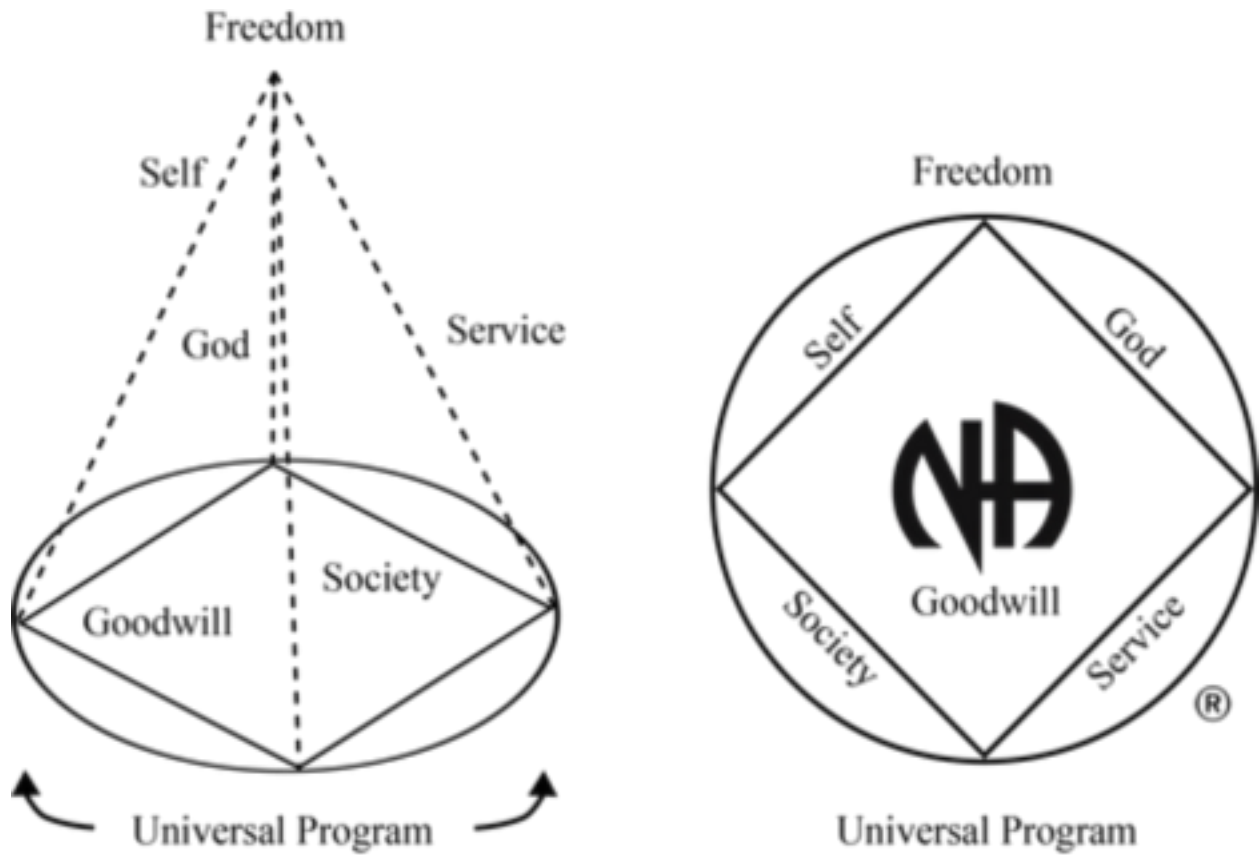 Freedom
Self
God
Service
Society
Goodwill
Universal Program
Freedom
Self
God
NA
Goodwill
Society
Service
®
Universal Program